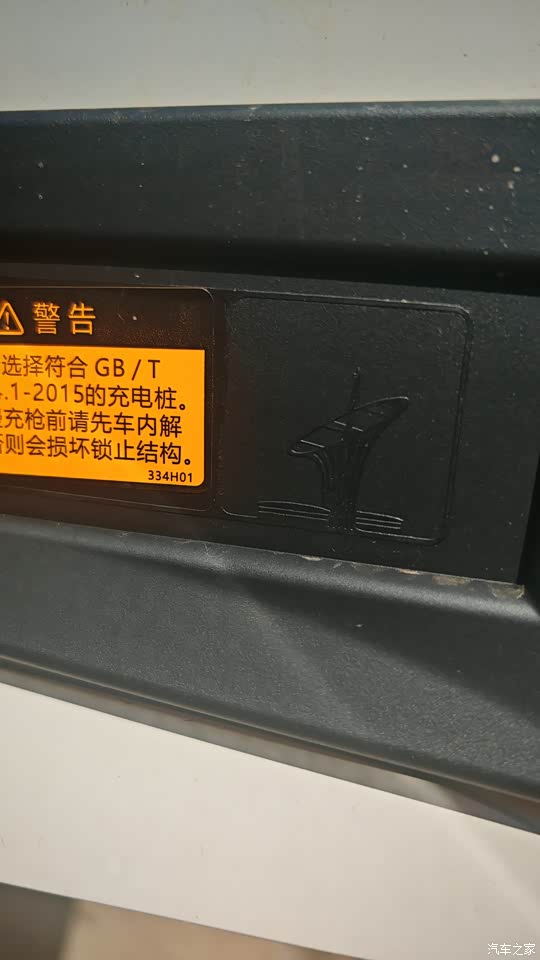 警告
选择符合 GB / T
.1-2015的充电桩。
充枪前请先车内解
则会损坏锁止结构。
334H01
汽车之家